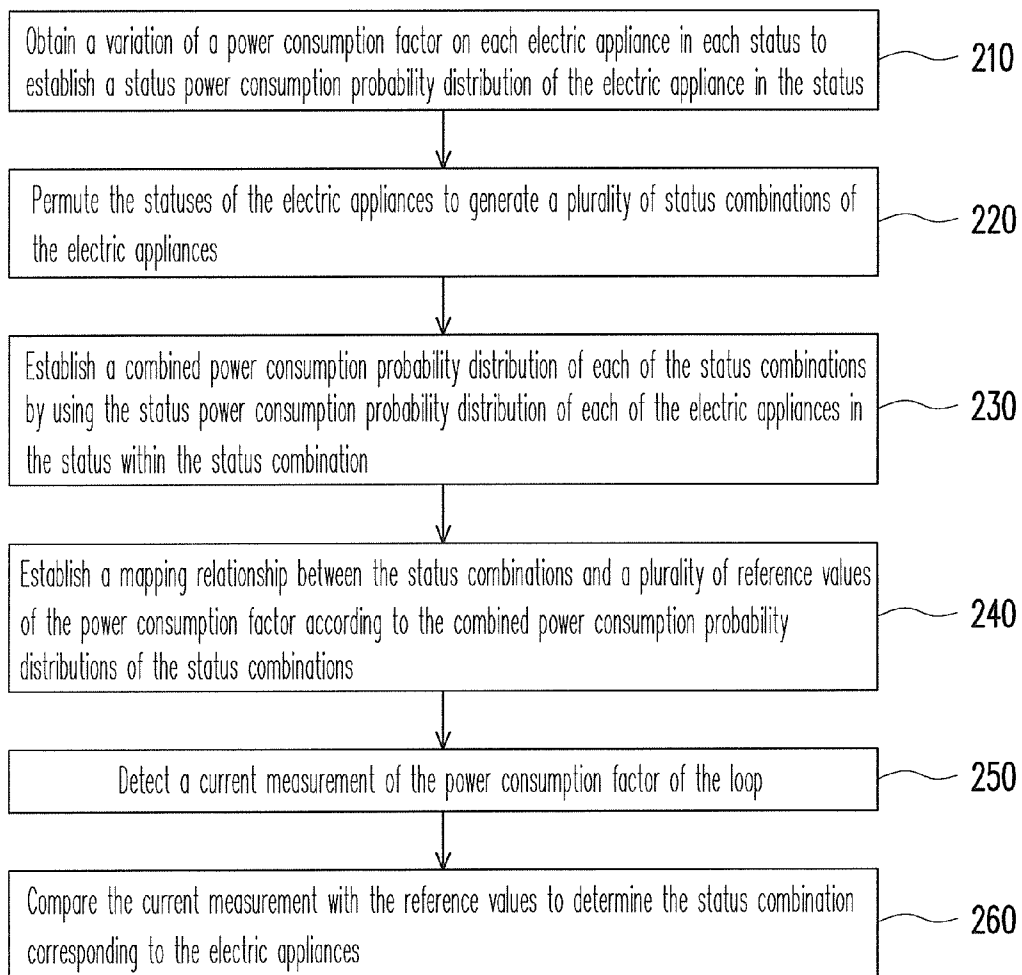 Obtain a variation of a power consumption factor on each electric appliance in each status to
establish a status power consumption probability distribution of the electric appliance in the status
210
Permute the statuses of the electric appliances to generate a plurality of status combinations of
the electric appliances
220
Establish a combined power consumption probability distribution of each of the status combinations
by using the status power consumption probability distribution of each of the electric appliances in
the status within the status combination
230
Establish a mapping relationship between the status combinations and a plurality of reference values
of the power consumption factor according to the combined power consumption probability
distributions of the status combinations
240
Detect a current measurement of the power consumption factor of the loop
250
Compare the current measurement with the reference values to determine the status combination
corresponding to the electric appliances
260